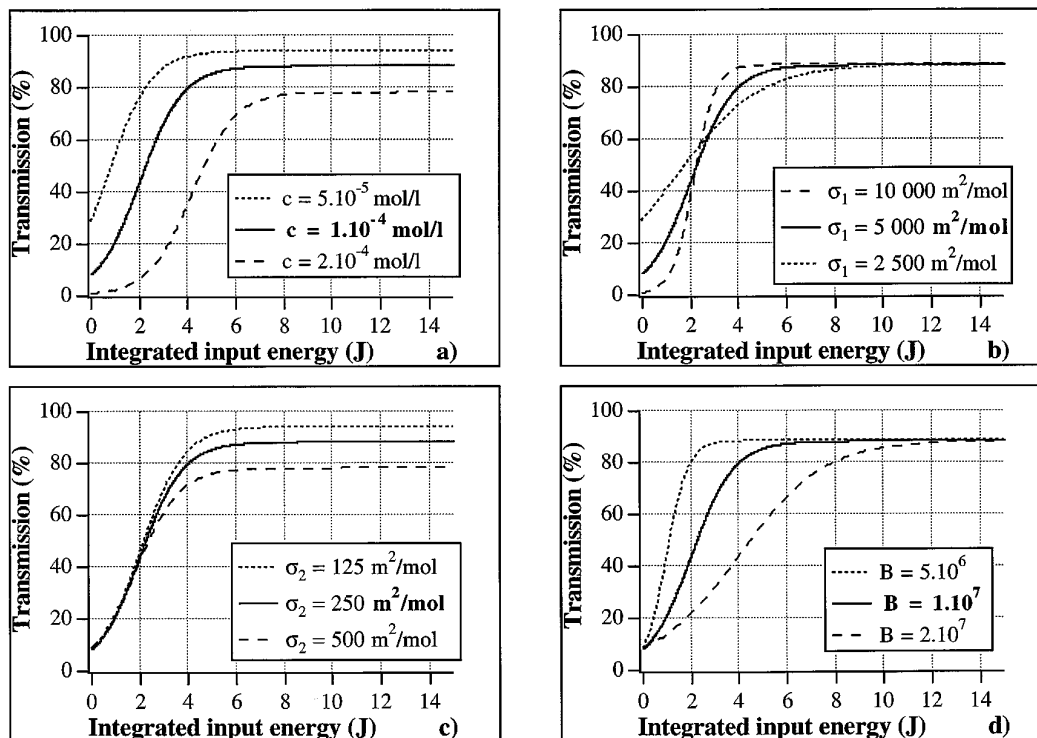 Transmission (%)
100
80
60
40
20
0
c = 5.10⁻⁵ mol/l
c = 1.10⁻⁴ mol/l
c = 2.10⁻⁴ mol/l
0 2 4 6 8 10 12 14
Integrated input energy (J) a)
Transmission (%)
100
80
60
40
20
0
σ₁ = 10 000 m²/mol
σ₁ = 5 000 m²/mol
σ₁ = 2 500 m²/mol
0 2 4 6 8 10 12 14
Integrated input energy (J) b)
Transmission (%)
100
80
60
40
20
0
σ₂ = 125 m²/mol
σ₂ = 250 m²/mol
σ₂ = 500 m²/mol
0 2 4 6 8 10 12 14
Integrated input energy (J) c)
Transmission (%)
100
80
60
40
20
0
B = 5.10⁶
B = 1.10⁷
B = 2.10⁷
0 2 4 6 8 10 12 14
Integrated input energy (J) d)